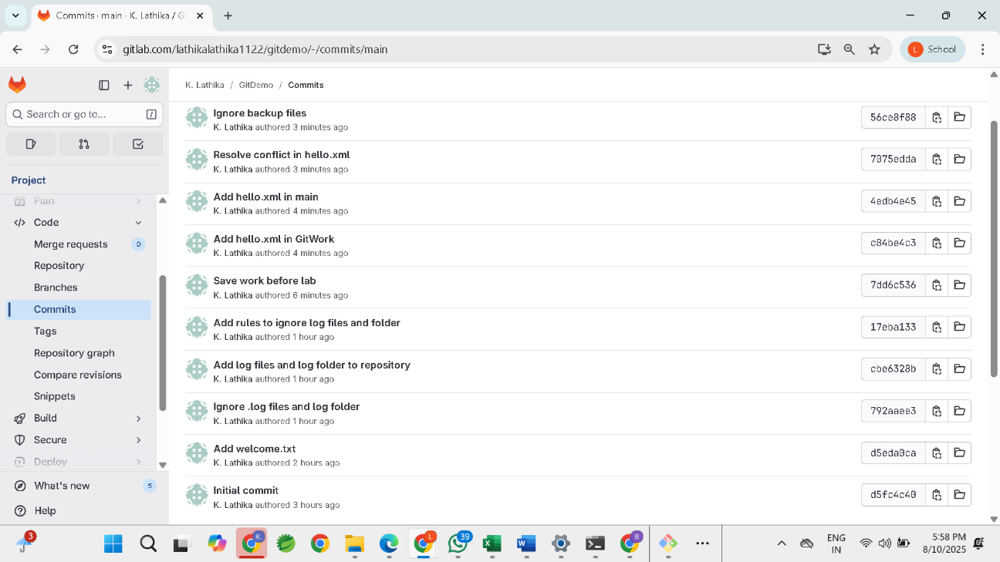 Commits · main · K. Lathika / Gi
gitlab.com/lathikalathika1122/gitdemo/-/commits/main
L
School
K. Lathika / GitDemo / Commits
Search or go to...
/
Project
Plan
Code
Merge requests 0
Repository
Branches
Commits
Tags
Repository graph
Compare revisions
Snippets
Build
Secure
Deploy
What's new 5
Help
Ignore backup files
K. Lathika authored 3 minutes ago
56ce8f88
Resolve conflict in hello.xml
K. Lathika authored 3 minutes ago
7075edda
Add hello.xml in main
K. Lathika authored 4 minutes ago
4edb4e45
Add hello.xml in GitWork
K. Lathika authored 4 minutes ago
c84be4c3
Save work before lab
K. Lathika authored 6 minutes ago
7dd6c536
Add rules to ignore log files and folder
K. Lathika authored 1 hour ago
17eba133
Add log files and log folder to repository
K. Lathika authored 1 hour ago
cbe6328b
Ignore .log files and log folder
K. Lathika authored 1 hour ago
792aaee3
Add welcome.txt
K. Lathika authored 2 hours ago
d5eda0ca
Initial commit
K. Lathika authored 3 hours ago
d5fc4c40
3
K
L
39
B
ENG
IN
5:58 PM
8/10/2025